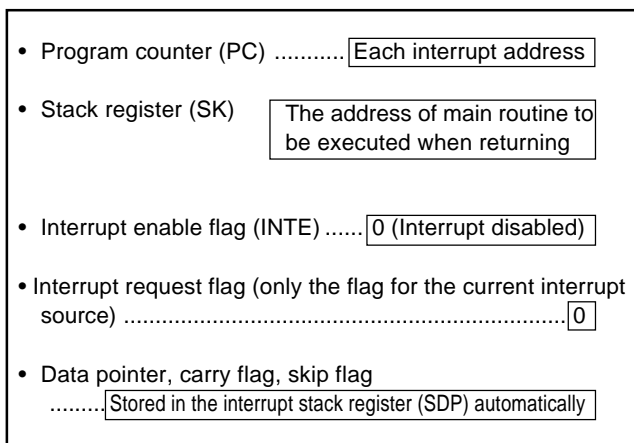 • Program counter (PC) ........... Each interrupt address
• Stack register (SK) The address of main routine to
be executed when returning
• Interrupt enable flag (INTE) ...... 0 (Interrupt disabled)
• Interrupt request flag (only the flag for the current interrupt
source) .................................................................. 0
• Data pointer, carry flag, skip flag
......... Stored in the interrupt stack register (SDP) automatically